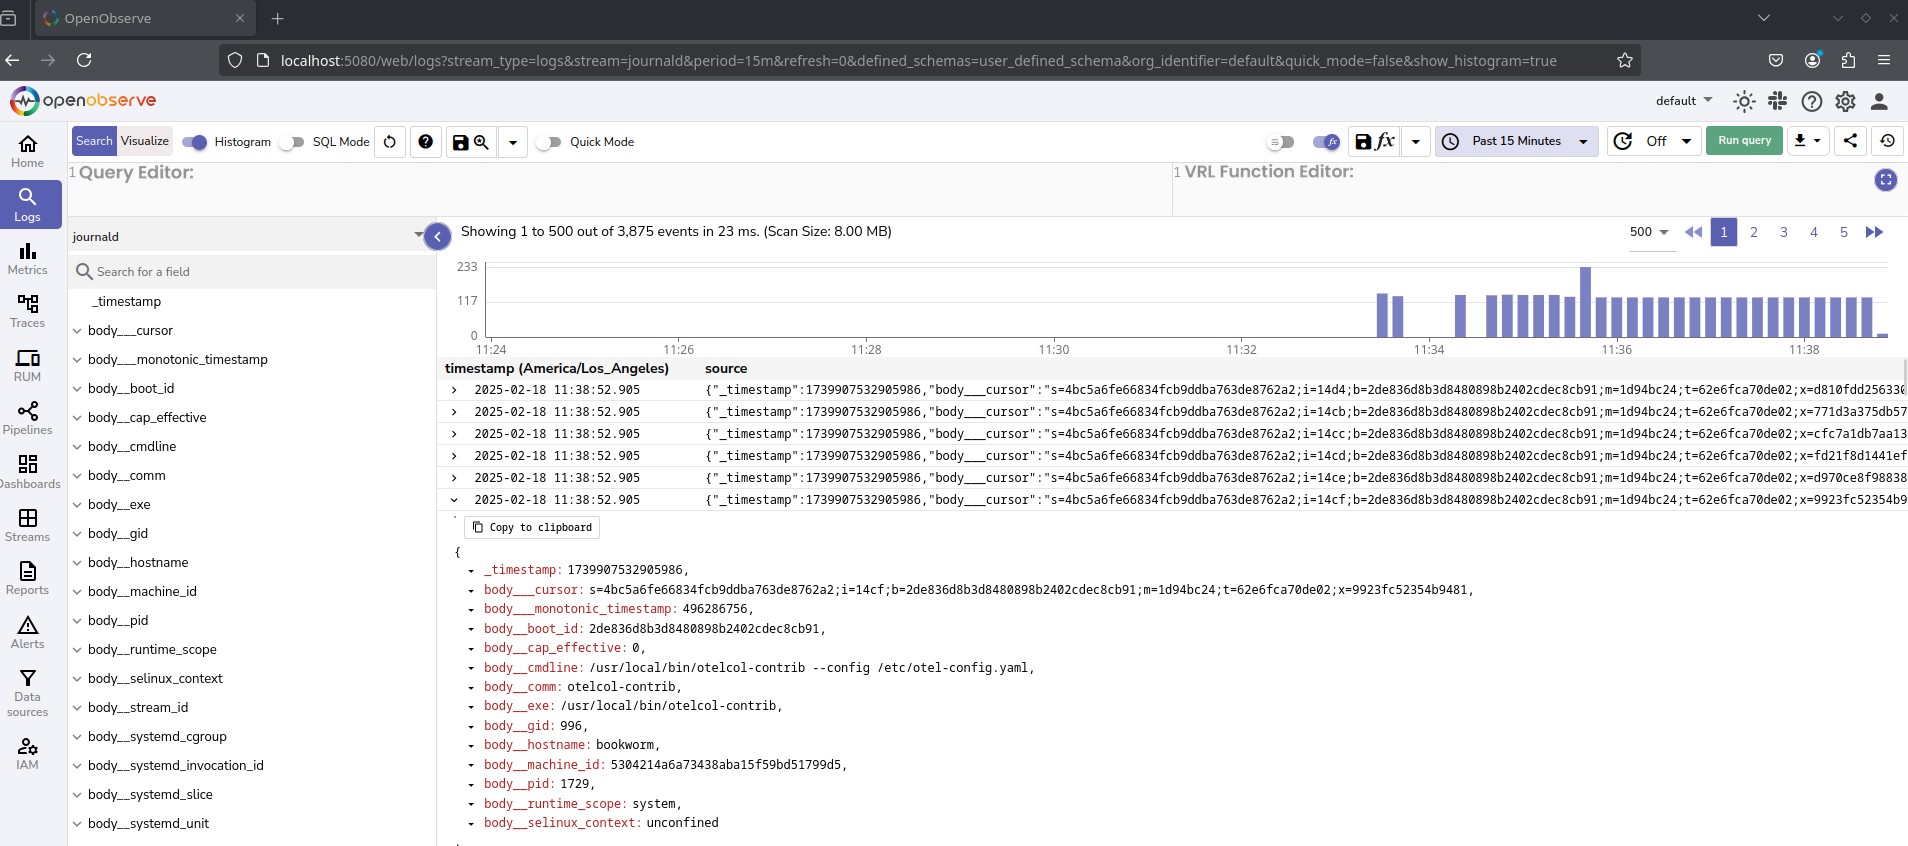 OpenObserve
localhost:5080/web/logs?stream_type=logs&stream=journald&period=15m&refresh=0&defined_schemas=user_defined_schema&org_identifier=default&quick_mode=false&show_histogram=true
openobserve
default
Search Visualize Histogram SQL Mode Quick Mode fx Past 15 Minutes Off Run query
Home
Logs
Metrics
Traces
RUM
Pipelines
Dashboards
Streams
Reports
Alerts
Data
sources
IAM
1 Query Editor:
1 VRL Function Editor:
journald
Search for a field
_timestamp
body___cursor
body___monotonic_timestamp
body__boot_id
body__cap_effective
body__cmdline
body__comm
body__exe
body__gid
body__hostname
body__machine_id
body__pid
body__runtime_scope
body__selinux_context
body__stream_id
body__systemd_cgroup
body__systemd_invocation_id
body__systemd_slice
body__systemd_unit
Showing 1 to 500 out of 3,875 events in 23 ms. (Scan Size: 8.00 MB)
500 1 2 3 4 5
233
117
0
11:24 11:26 11:28 11:30 11:32 11:34 11:36 11:38
timestamp (America/Los_Angeles) source
2025-02-18 11:38:52.905 {"_timestamp":1739907532905986,"body___cursor":"s=4bc5a6fe66834fcb9ddba763de8762a2;i=14d4;b=2de836d8b3d8480898b2402cdec8cb91;m=1d94bc24;t=62e6fca70de02;x=d810fdd256330
2025-02-18 11:38:52.905 {"_timestamp":1739907532905986,"body___cursor":"s=4bc5a6fe66834fcb9ddba763de8762a2;i=14cb;b=2de836d8b3d8480898b2402cdec8cb91;m=1d94bc24;t=62e6fca70de02;x=771d3a375db57
2025-02-18 11:38:52.905 {"_timestamp":1739907532905986,"body___cursor":"s=4bc5a6fe66834fcb9ddba763de8762a2;i=14cc;b=2de836d8b3d8480898b2402cdec8cb91;m=1d94bc24;t=62e6fca70de02;x=cfc7a1db7aa13
2025-02-18 11:38:52.905 {"_timestamp":1739907532905986,"body___cursor":"s=4bc5a6fe66834fcb9ddba763de8762a2;i=14cd;b=2de836d8b3d8480898b2402cdec8cb91;m=1d94bc24;t=62e6fca70de02;x=fd21f8d1441ef
2025-02-18 11:38:52.905 {"_timestamp":1739907532905986,"body___cursor":"s=4bc5a6fe66834fcb9ddba763de8762a2;i=14ce;b=2de836d8b3d8480898b2402cdec8cb91;m=1d94bc24;t=62e6fca70de02;x=d970ce8f98838
2025-02-18 11:38:52.905 {"_timestamp":1739907532905986,"body___cursor":"s=4bc5a6fe66834fcb9ddba763de8762a2;i=14cf;b=2de836d8b3d8480898b2402cdec8cb91;m=1d94bc24;t=62e6fca70de02;x=9923fc52354b9
Copy to clipboard
{
_timestamp: 1739907532905986,
body___cursor: s=4bc5a6fe66834fcb9ddba763de8762a2;i=14cf;b=2de836d8b3d8480898b2402cdec8cb91;m=1d94bc24;t=62e6fca70de02;x=9923fc52354b9481,
body___monotonic_timestamp: 496286756,
body__boot_id: 2de836d8b3d8480898b2402cdec8cb91,
body__cap_effective: 0,
body__cmdline: /usr/local/bin/otelcol-contrib --config /etc/otel-config.yaml,
body__comm: otelcol-contrib,
body__exe: /usr/local/bin/otelcol-contrib,
body__gid: 996,
body__hostname: bookworm,
body__machine_id: 5304214a6a73438aba15f59bd51799d5,
body__pid: 1729,
body__runtime_scope: system,
body__selinux_context: unconfined